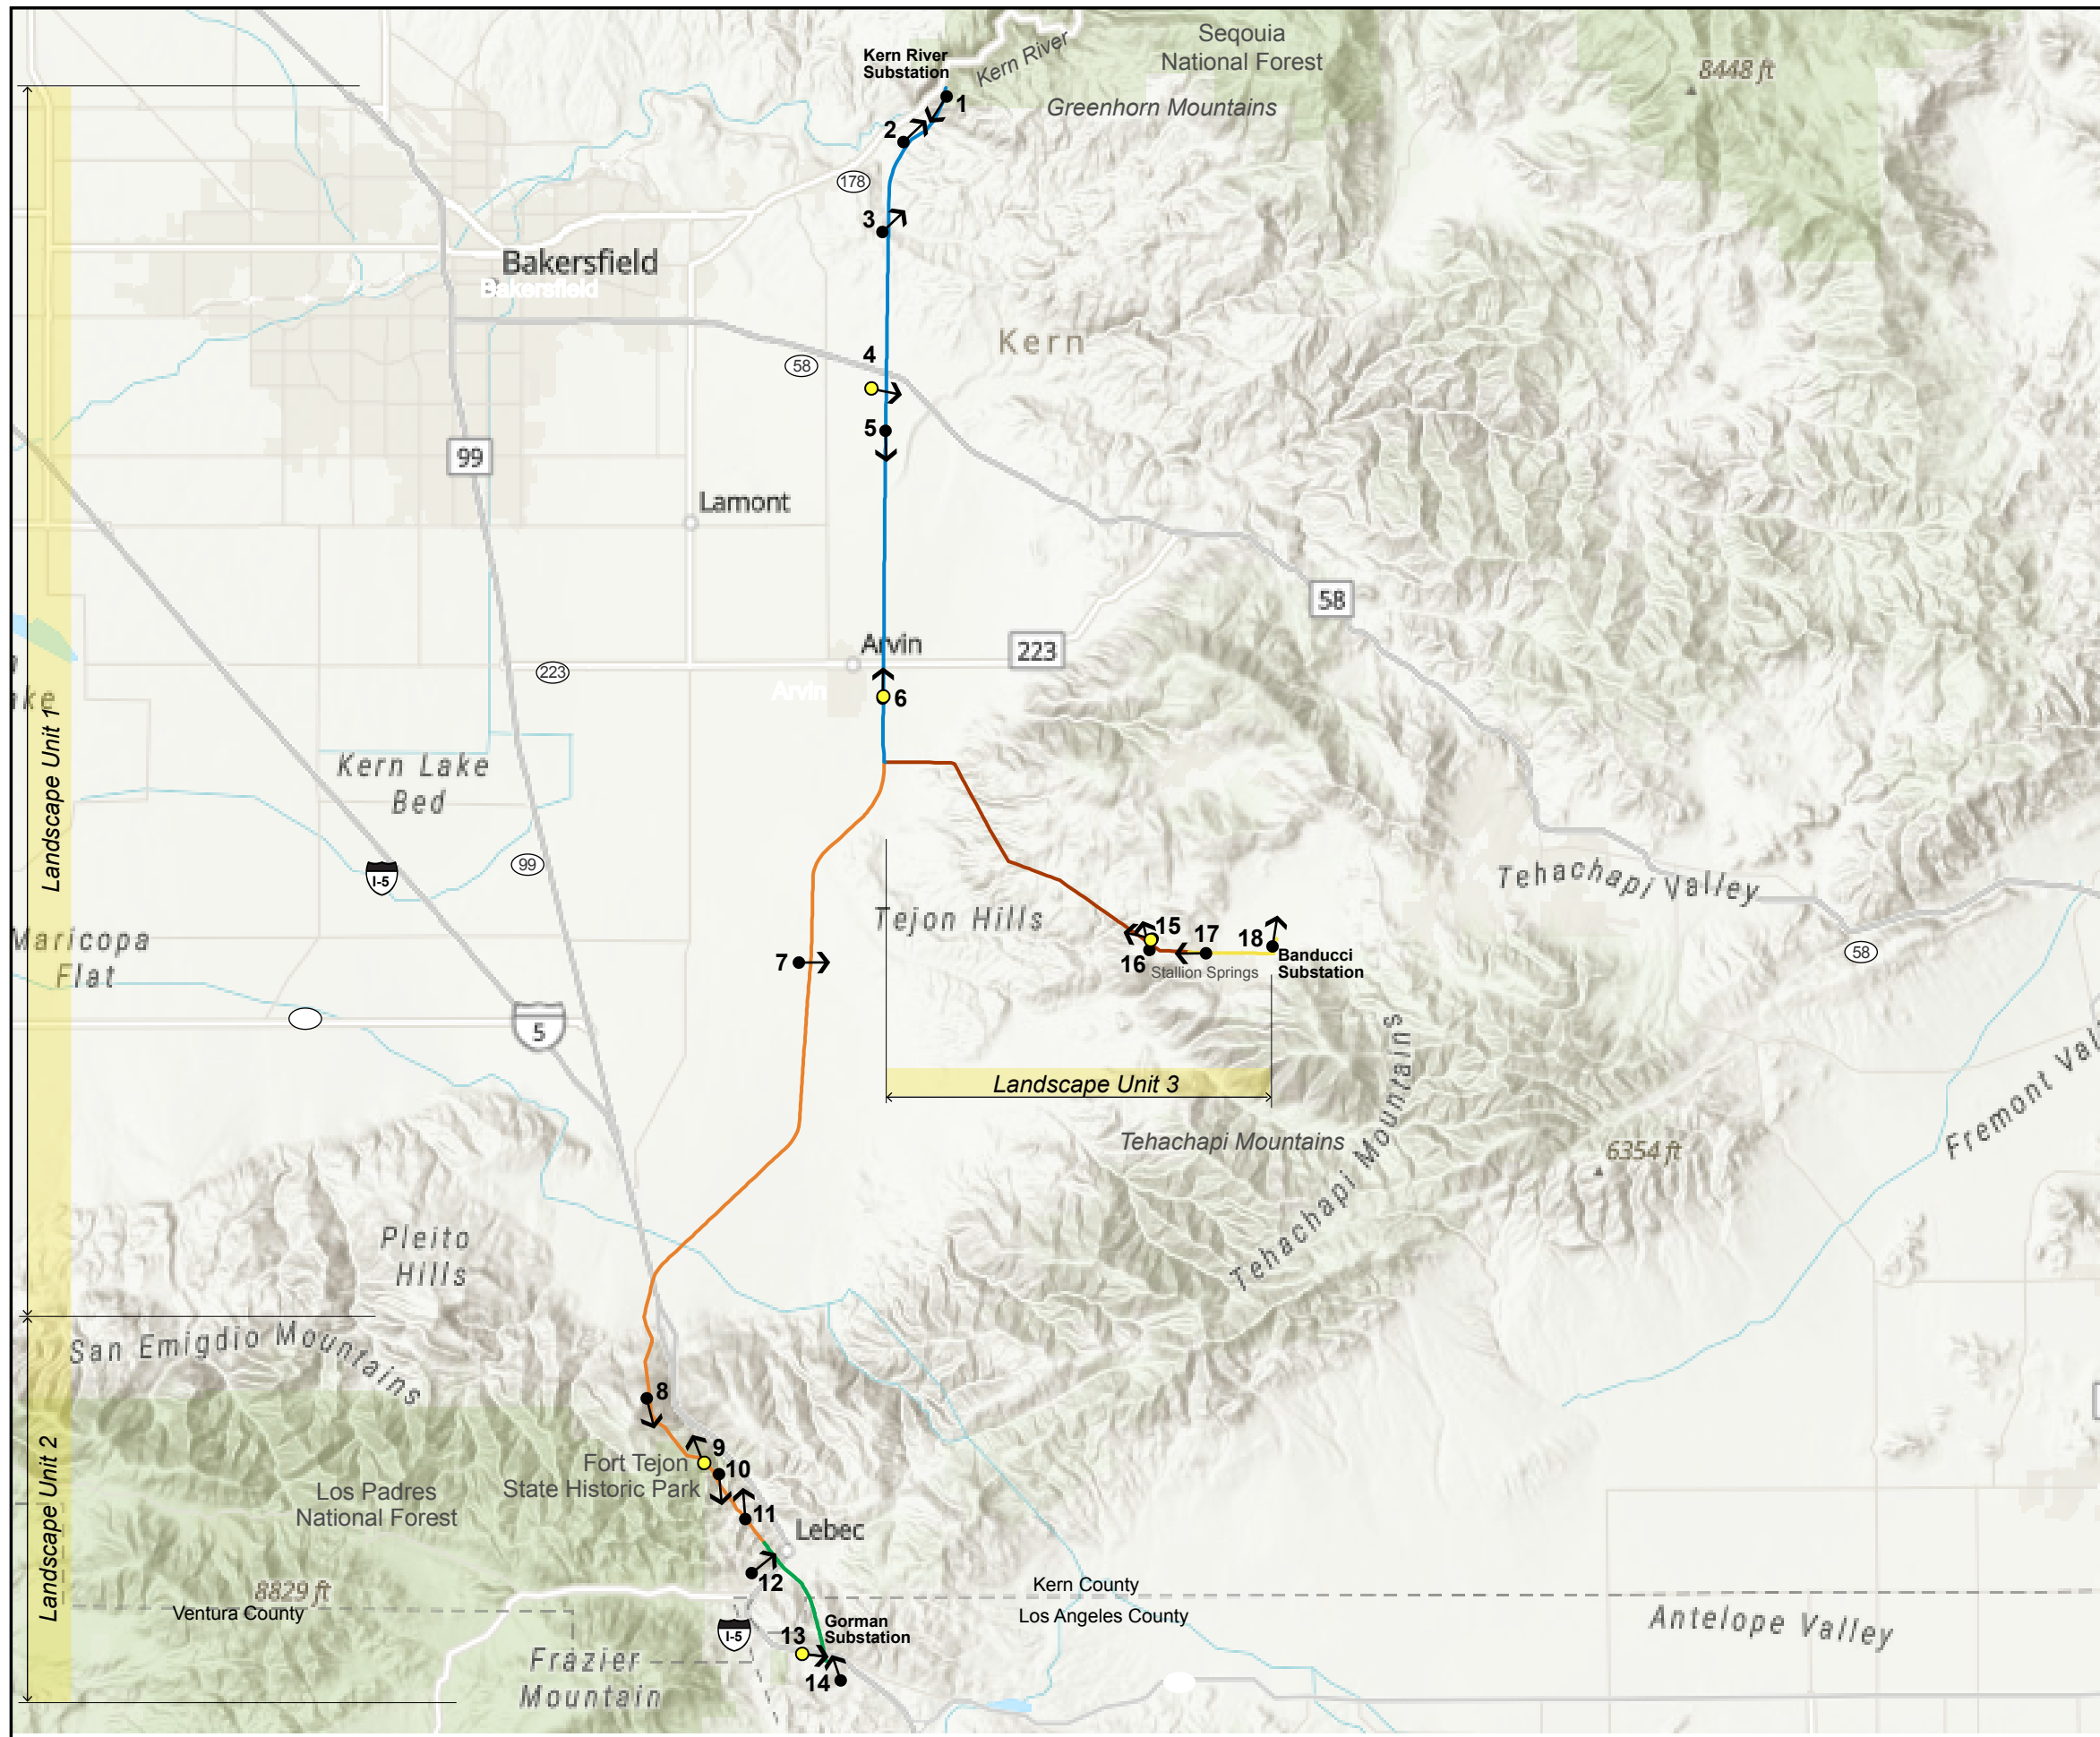 Seqouia
National Forest
8448 ft
Kern River
Substation
Kern River
1
Greenhorn Mountains
2
178
3
Bakersfield
Bakersfield
Kern
4
58
5
99
Lamont
58
Arvin
223
223
Arvin
6
Landscape Unit 1
Kern Lake
Bed
I-5
99
Tehachapi Valley
Tejon Hills
15
17
18
16
Stallion Springs
Banducci
Substation
58
Maricopa
Flat
7
5
Landscape Unit 3
Tehachapi Mountains
Tehachapi Mountains
6354 ft
Pleito
Hills
San Emigdio Mountains
8
9
Fort Tejon
State Historic Park
10
Los Padres
National Forest
11
Lebec
Landscape Unit 2
12
8829 ft
Ventura County
Kern County
Los Angeles County
Antelope Valley
I-5
13
Gorman
Substation
Frazier
Mountain
14